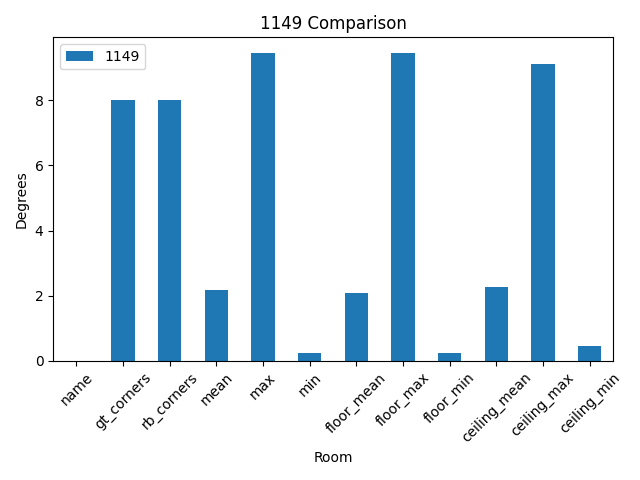 1149 Comparison
1149
Degrees
8
6
4
2
0
name
gt_corners
rb_corners
mean
max
min
floor_mean
floor_max
floor_min
ceiling_mean
ceiling_max
ceiling_min
Room